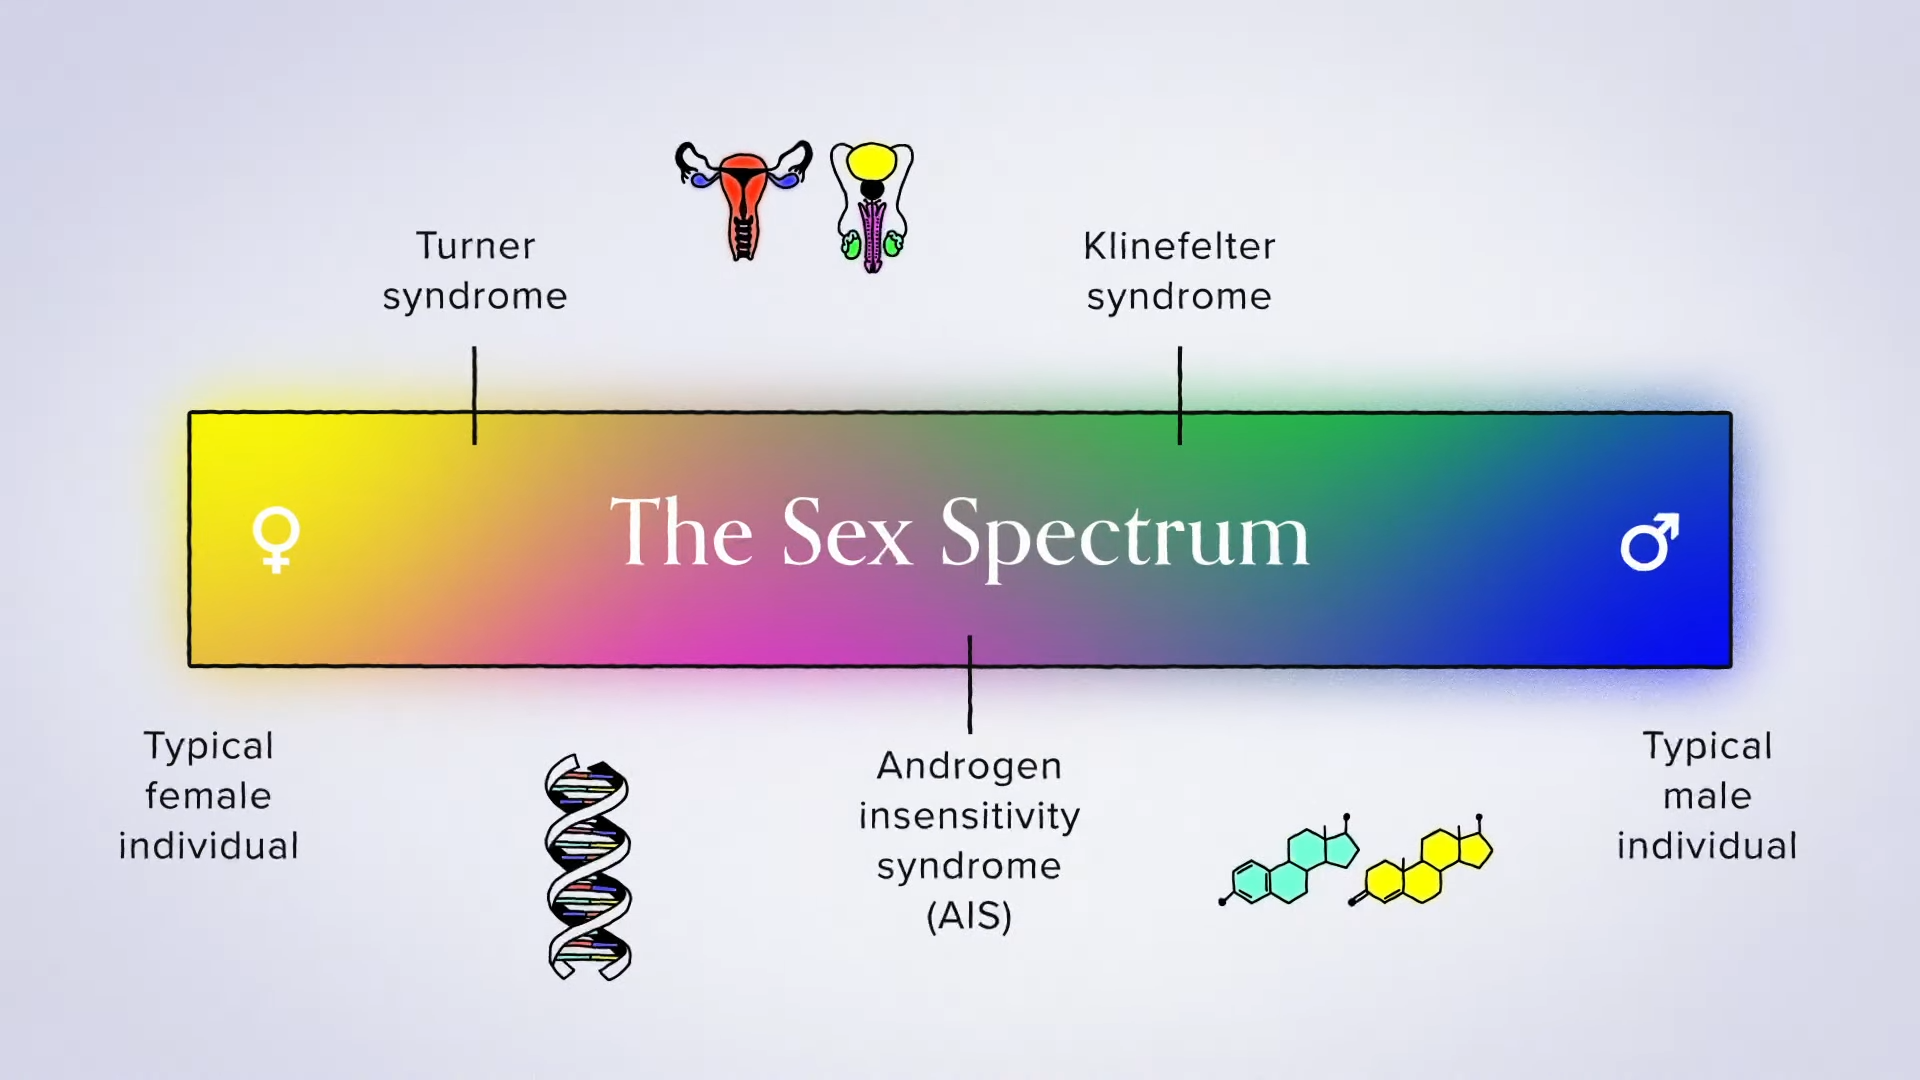 Turner
syndrome
Klinefelter
syndrome
The Sex Spectrum
Typical
female
individual
Androgen
insensitivity
syndrome
(AIS)
Typical
male
individual